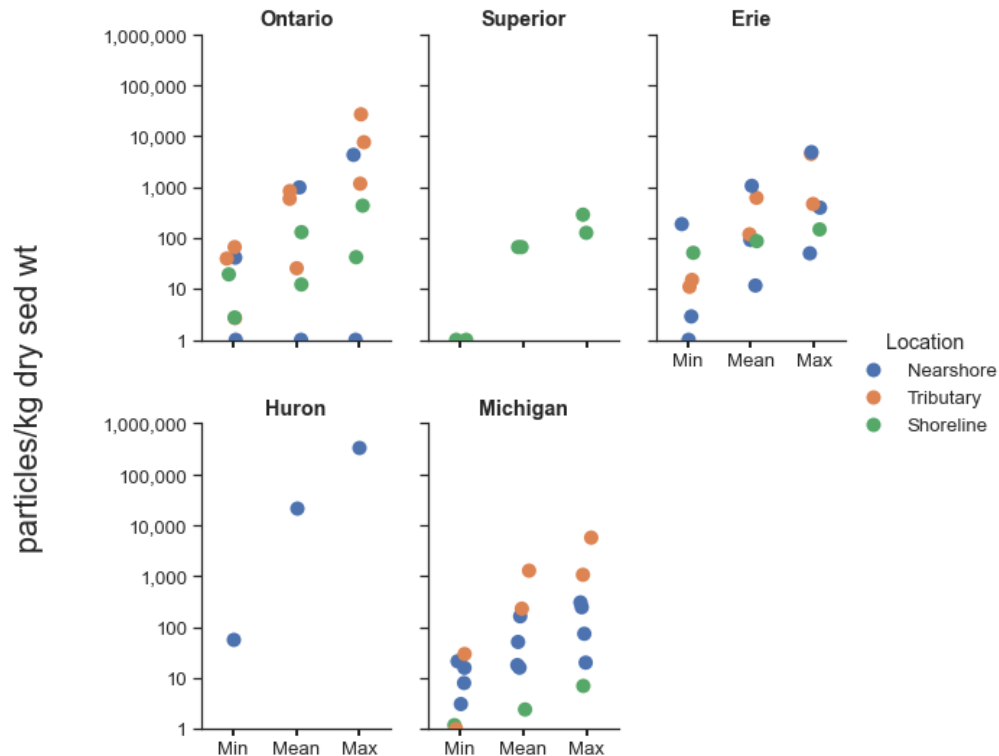 Ontario
Superior
Erie
1,000,000
100,000
10,000
1,000
100
10
1
Min
Mean
Max
particles/kg dry sed wt
Location
Nearshore
Tributary
Shoreline
Huron
Michigan
1,000,000
100,000
10,000
1,000
100
10
1
Min
Mean
Max
Min
Mean
Max